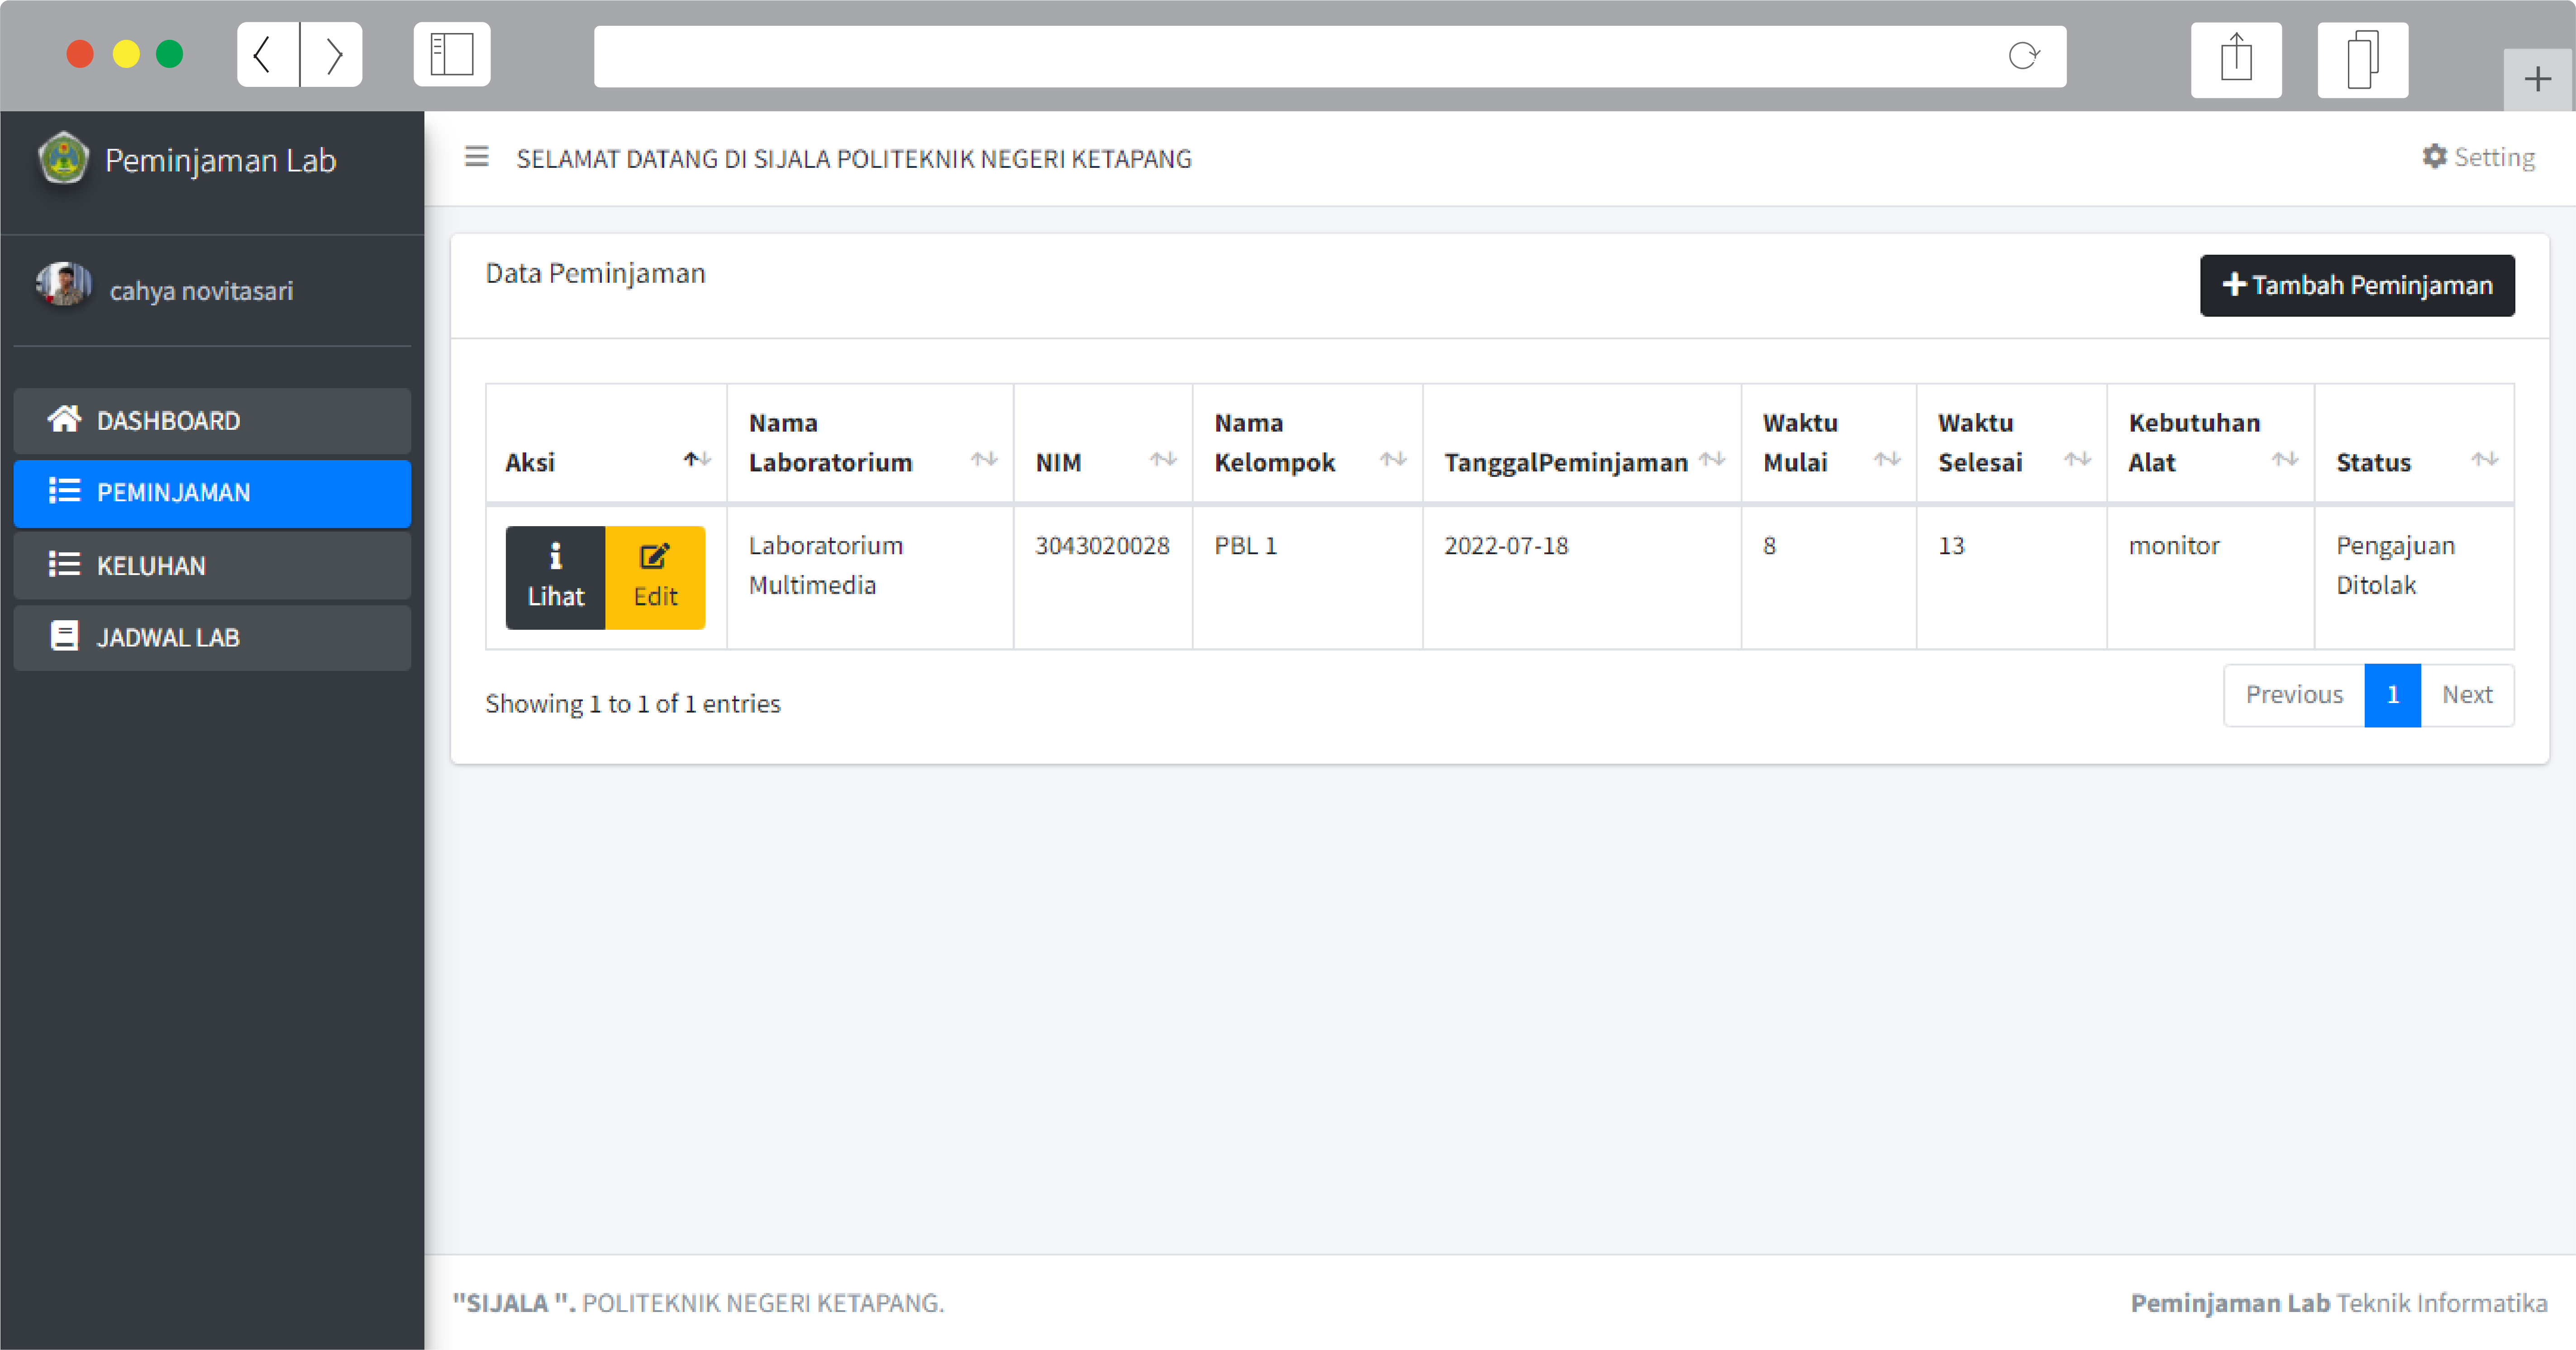 Peminjaman Lab
SELAMAT DATANG DI SIJALA POLITEKNIK NEGERI KETAPANG
Setting
cahya novitasari
DASHBOARD
PEMINJAMAN
KELUHAN
JADWAL LAB
Data Peminjaman
Tambah Peminjaman
Aksi
Nama
Laboratorium
NIM
Nama
Kelompok
TanggalPeminjaman
Waktu
Mulai
Waktu
Selesai
Kebutuhan
Alat
Status
Lihat
Edit
Laboratorium
Multimedia
3043020028
PBL 1
2022-07-18
8
13
monitor
Pengajuan
Ditolak
Showing 1 to 1 of 1 entries
Previous
1
Next
"SIJALA ". POLITEKNIK NEGERI KETAPANG.
Peminjaman Lab Teknik Informatika